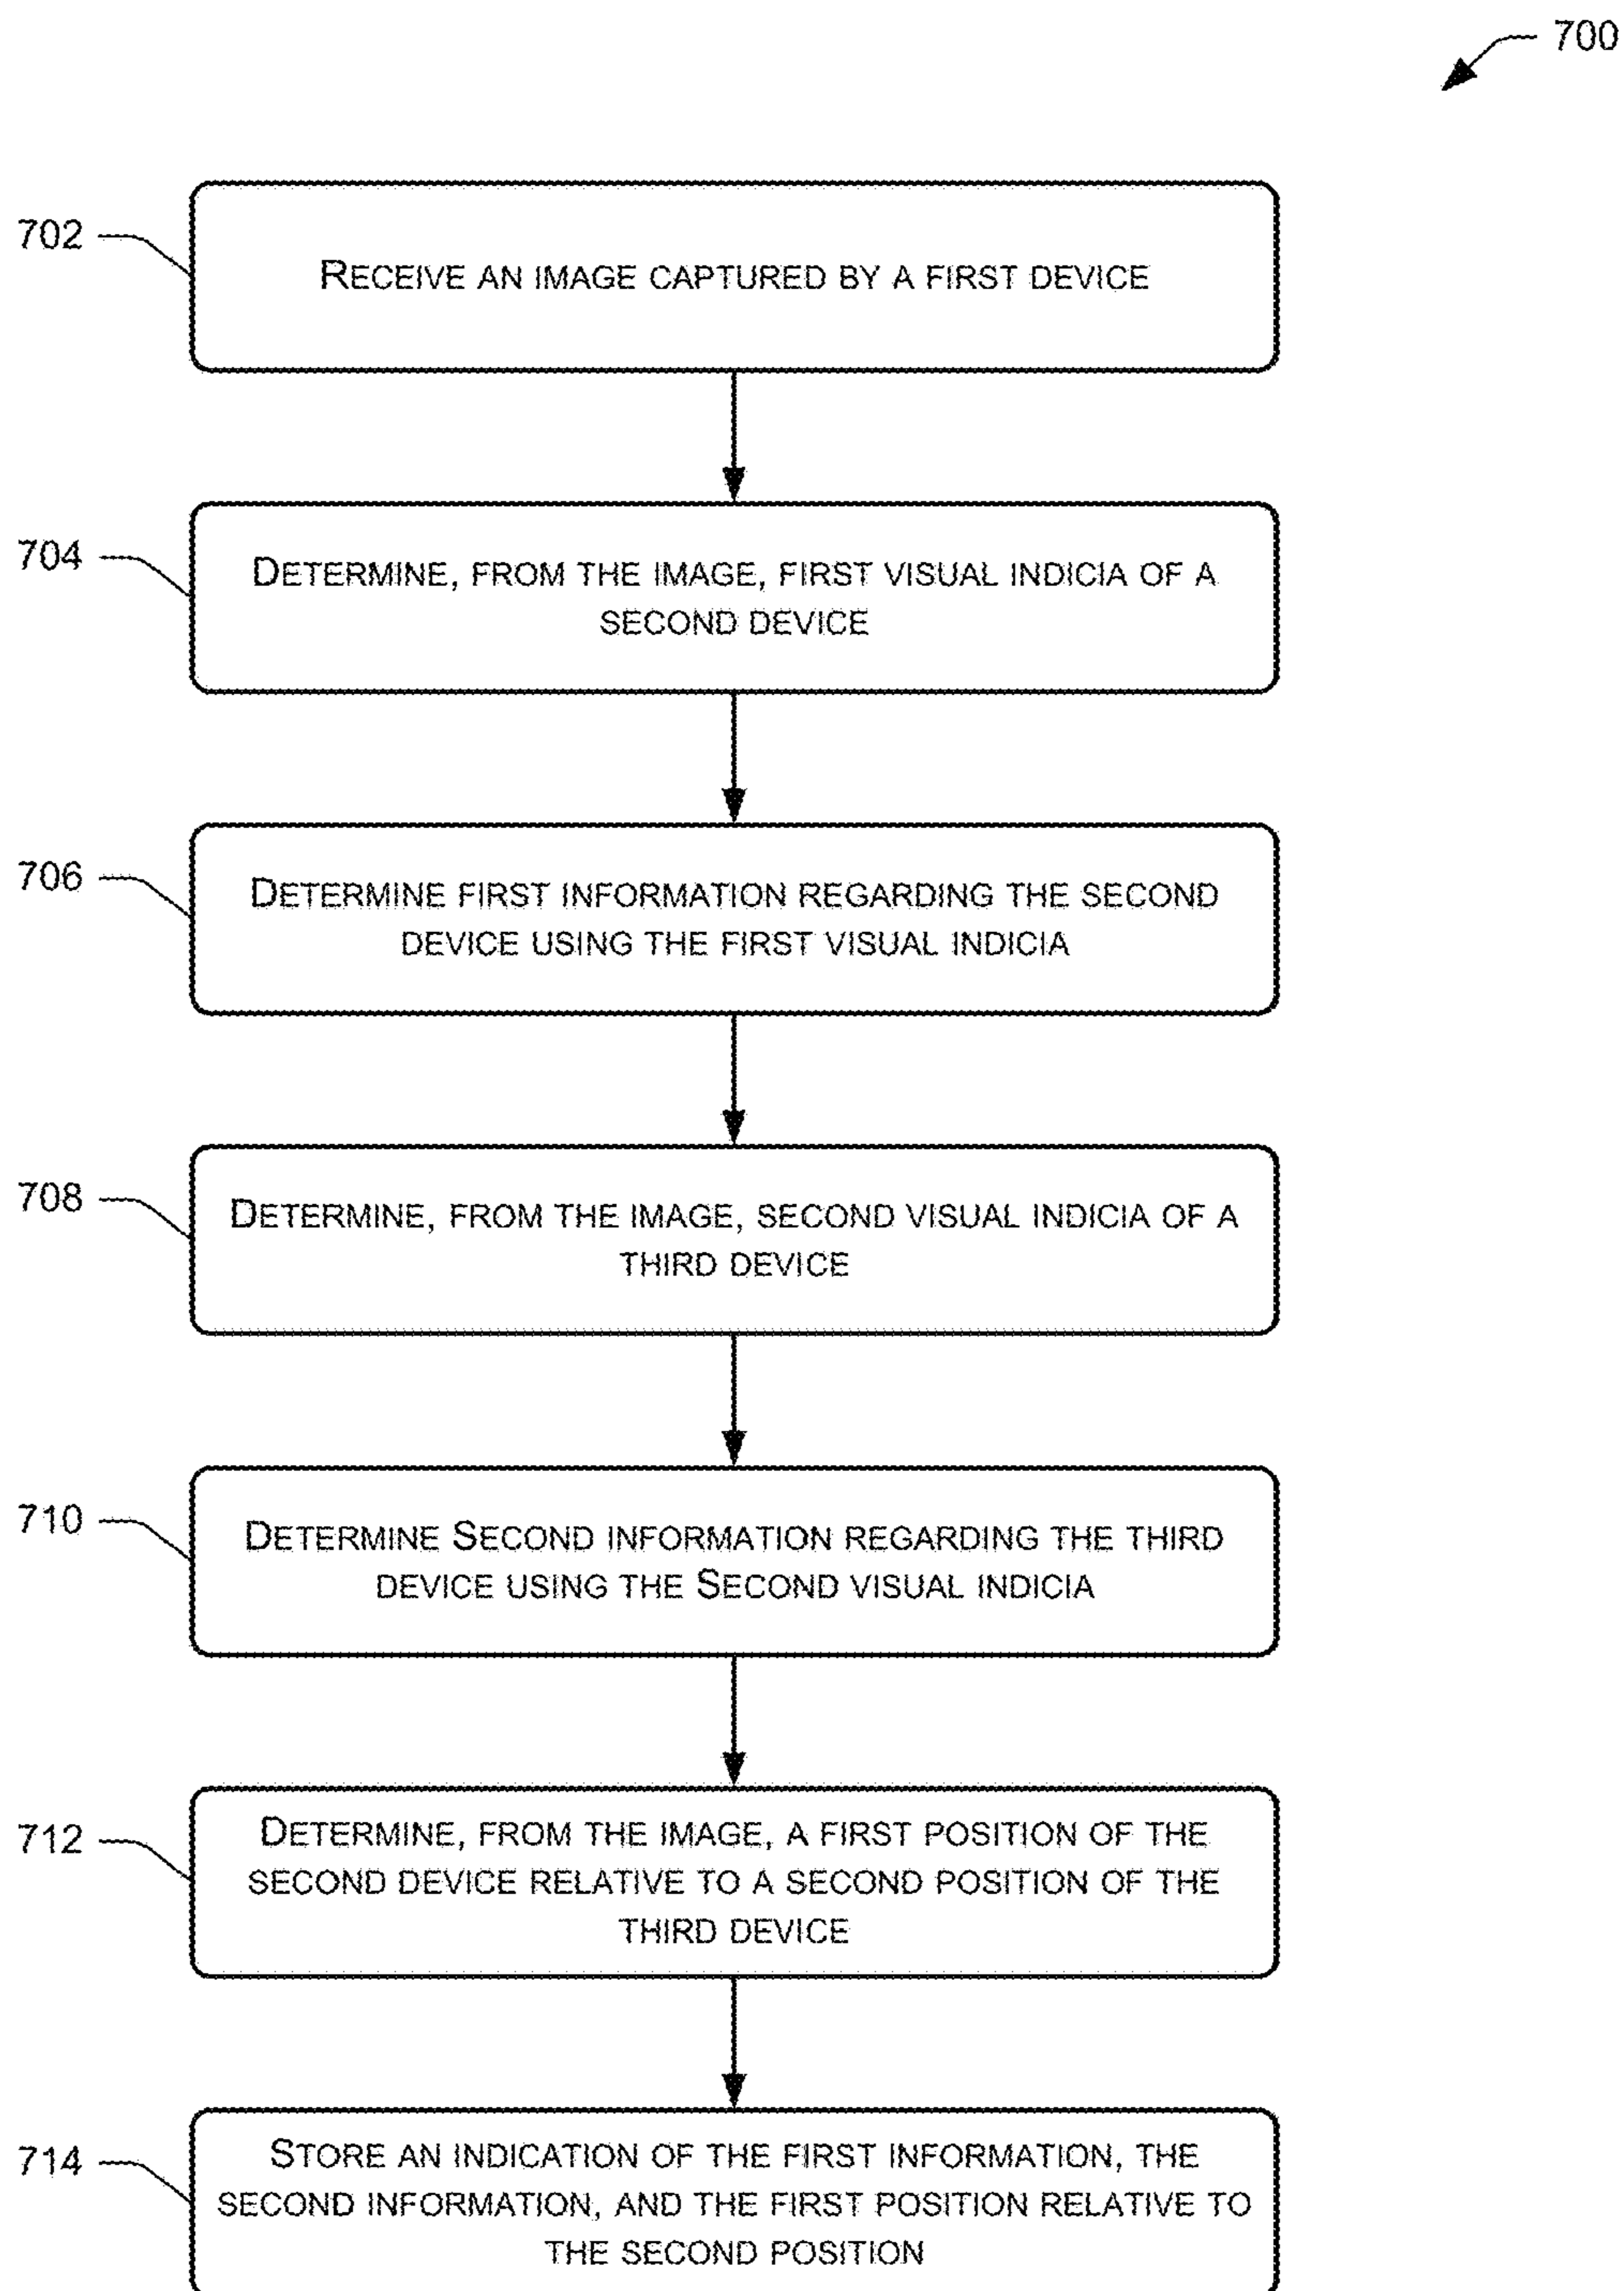 700
702
RECEIVE AN IMAGE CAPTURED BY A FIRST DEVICE
704
DETERMINE, FROM THE IMAGE, FIRST VISUAL INDICIA OF A
SECOND DEVICE
706
DETERMINE FIRST INFORMATION REGARDING THE SECOND
DEVICE USING THE FIRST VISUAL INDICIA
708
DETERMINE, FROM THE IMAGE, SECOND VISUAL INDICIA OF A
THIRD DEVICE
710
DETERMINE SECOND INFORMATION REGARDING THE THIRD
DEVICE USING THE SECOND VISUAL INDICIA
712
DETERMINE, FROM THE IMAGE, A FIRST POSITION OF THE
SECOND DEVICE RELATIVE TO A SECOND POSITION OF THE
THIRD DEVICE
714
STORE AN INDICATION OF THE FIRST INFORMATION, THE
SECOND INFORMATION, AND THE FIRST POSITION RELATIVE TO
THE SECOND POSITION